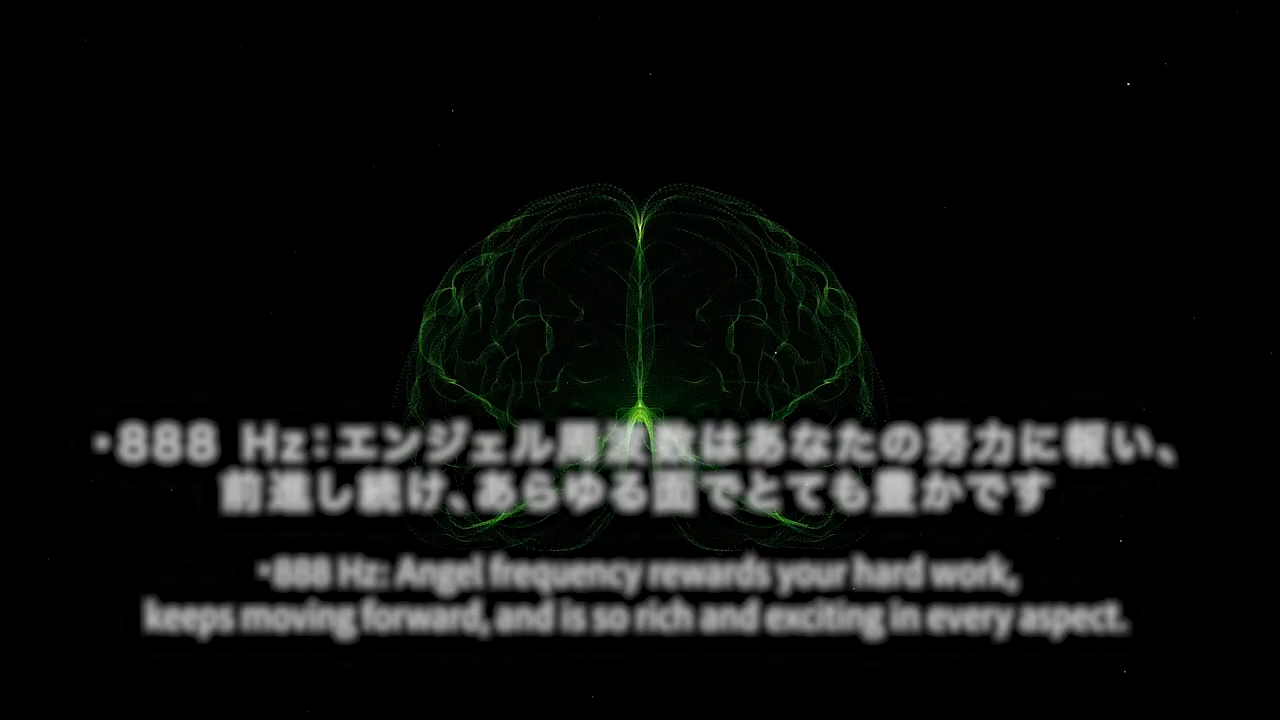 ・888 Hz：エンジェル周波数はあなたの努力に報い、
前進し続け、あらゆる面でとても豊かです
・888 Hz: Angel frequency rewards your hard work,
keeps moving forward, and is so rich and exciting in every aspect.